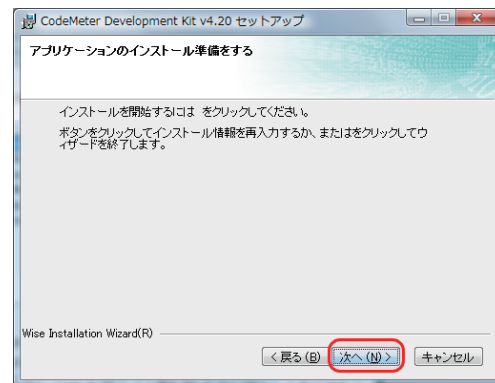 CodeMeter Development Kit v4.20 セットアップ
アプリケーションのインストール準備をする
インストールを開始するには をクリックしてください。
ボタンをクリックしてインストール情報を再入力するか、またはをクリックしてウ
ィザードを終了します。
Wise Installation Wizard(R)
< 戻る (B)
次へ (N) >
キャンセル